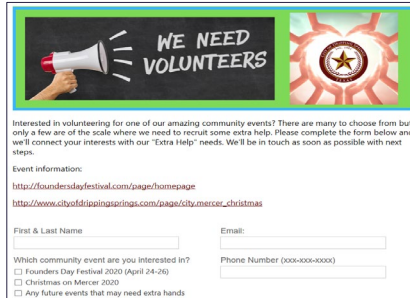 WE NEED
VOLUNTEERS
Interested in volunteering for one of our amazing community events? There are many to choose from but
only a few are of the scale where we need to recruit some extra help. Please complete the form below and
we'll connect your interests with our "Extra Help" needs. We'll be in touch as soon as possible with next
steps.
Event information:
http://foundersdayfestival.com/page/homepage
http://www.cityofdrippingsprings.com/page/city.mercer_christmas
First & Last Name
Email:
Which community event are you interested in?
Phone Number (xxx-xxx-xxxx)
Founders Day Festival 2020 (April 24-26)
Christmas on Mercer 2020
Any future events that may need extra hands